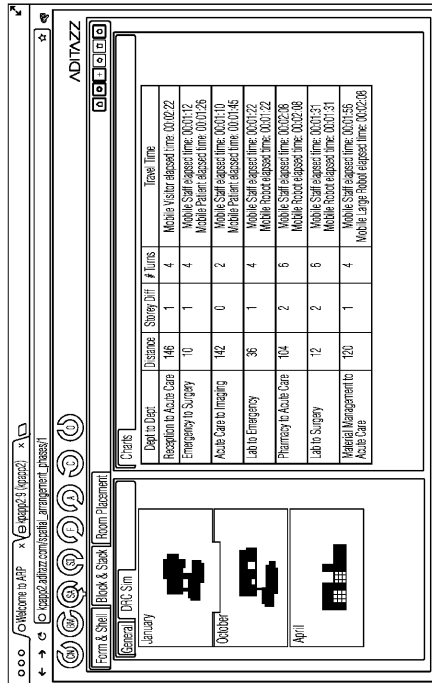 Welcome to ARP x kpapp2.9 (kpapp2) x
kcapp2.aditazz.com/spatial_arrangement_phases/1
CN GM SA ST F A C O
ADITAZZ
Form & Shell Block & Stack Room Placement
General DRC Sim
January
October
April
Charts
Dept to Dept Distance Storey Diff # Turns Travel Time
Reception to Acute Care 146 1 4 Mobile Visitor elapsed time: 00:02:22
Emergency to Surgery 10 1 4 Mobile Staff elapsed time: 00:01:12
Mobile Patient elapsed time: 00:01:26
Acute Care to Imaging 142 0 2 Mobile Staff elapsed time: 00:01:10
Mobile Patient elapsed time: 00:01:45
Lab to Emergency 36 1 4 Mobile Staff elapsed time: 00:01:22
Mobile Robot elapsed time: 00:01:22
Pharmacy to Acute Care 104 2 6 Mobile Staff elapsed time: 00:02:08
Mobile Robot elapsed time: 00:02:08
Lab to Surgery 12 2 6 Mobile Staff elapsed time: 00:01:31
Mobile Robot elapsed time: 00:01:31
Material Management to Acute Care 120 1 4 Mobile Staff elapsed time: 00:01:56
Mobile Large Robot elapsed time: 00:02:08